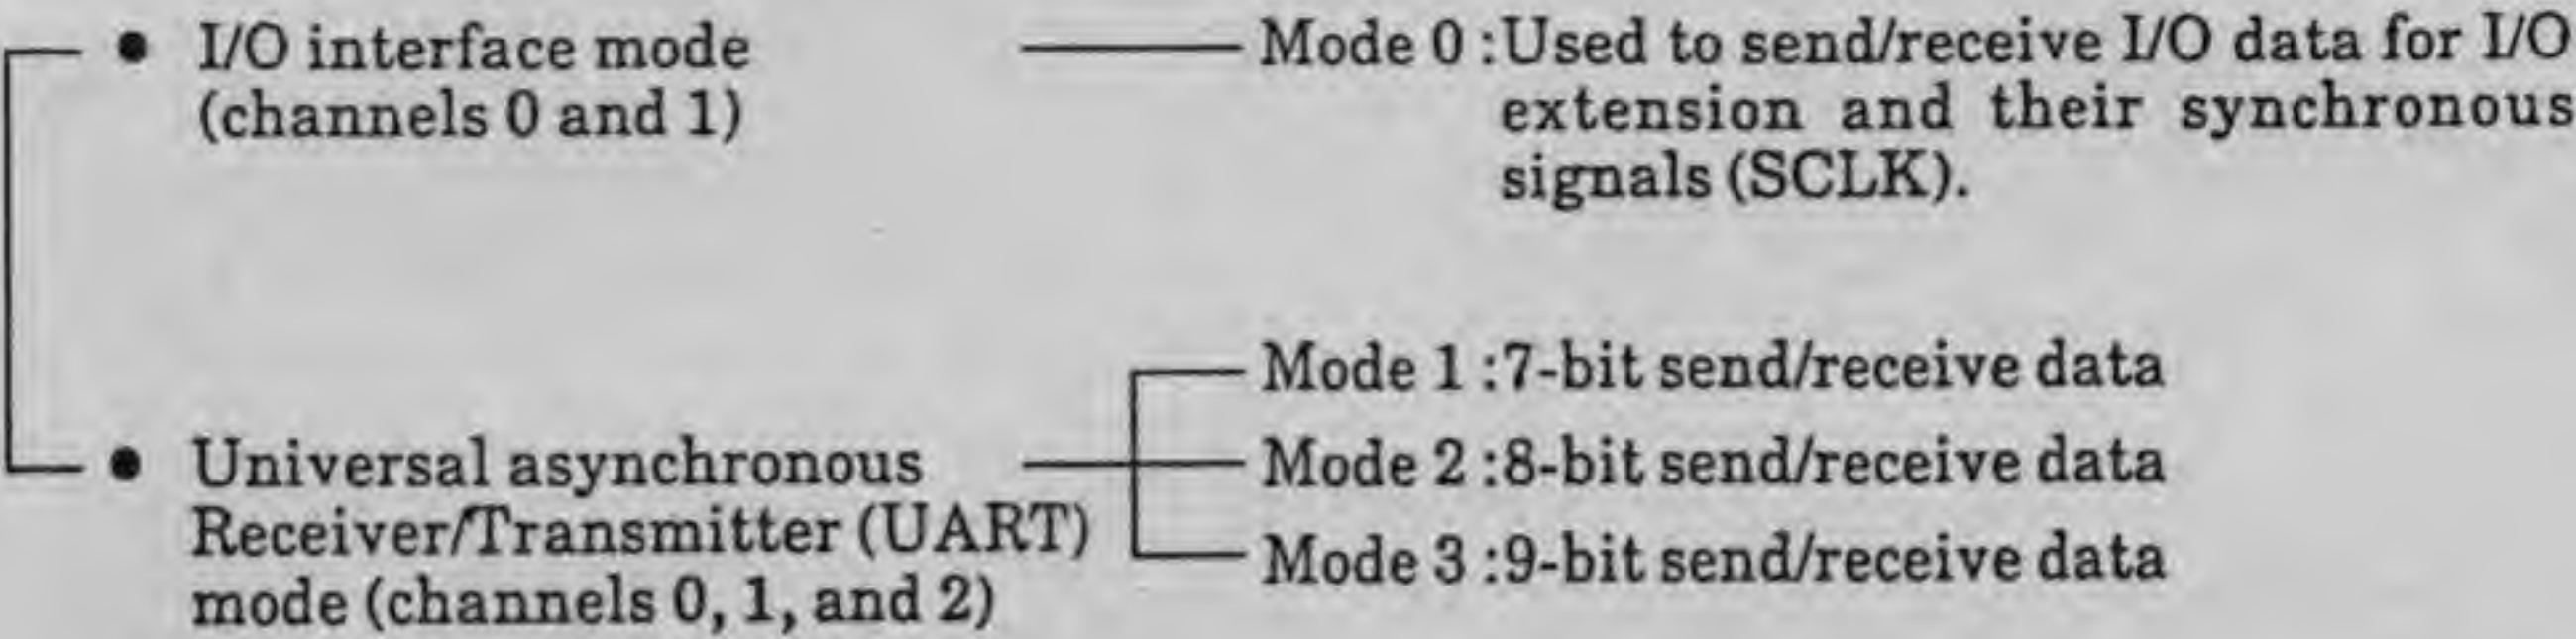 • I/O interface mode
(channels 0 and 1)
Mode 0 :Used to send/receive I/O data for I/O
extension and their synchronous
signals (SCLK).
• Universal asynchronous
Receiver/Transmitter (UART)
mode (channels 0, 1, and 2)
Mode 1 :7-bit send/receive data
Mode 2 :8-bit send/receive data
Mode 3 :9-bit send/receive data